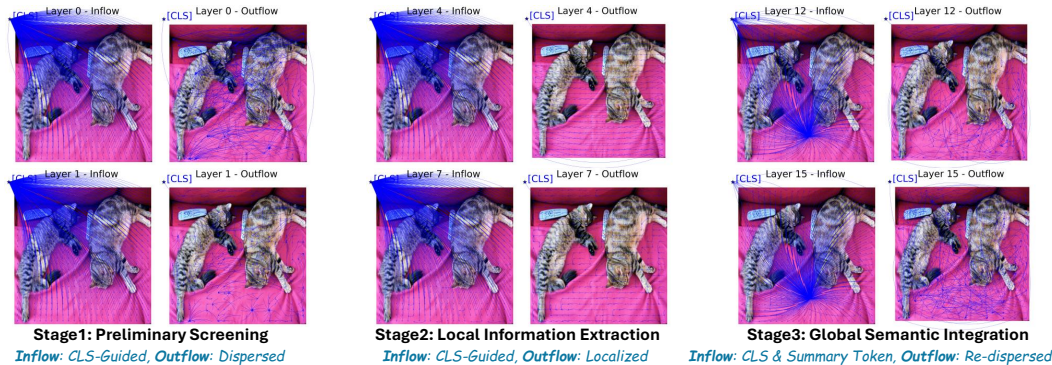 Layer 0 - Inflow
[CLS]
Layer 0 - Outflow
[CLS]
Layer 4 - Inflow
[CLS]
Layer 4 - Outflow
[CLS]
Layer 12 - Inflow
[CLS]
Layer 12 - Outflow
[CLS]
Layer 1 - Inflow
[CLS]
Layer 1 - Outflow
[CLS]
Layer 7 - Inflow
[CLS]
Layer 7 - Outflow
[CLS]
Layer 15 - Inflow
[CLS]
Layer 15 - Outflow
[CLS]
Stage1: Preliminary Screening
Inflow: CLS-Guided, Outflow: Dispersed
Stage2: Local Information Extraction
Inflow: CLS-Guided, Outflow: Localized
Stage3: Global Semantic Integration
Inflow: CLS & Summary Token, Outflow: Re-dispersed